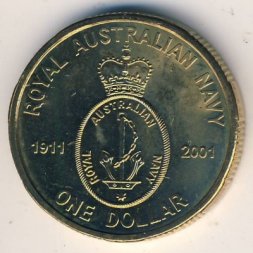 ROYAL AUSTRALIAN NAVY
1911 2001
ROYAL AUSTRALIAN NAVY
ONE DOLLAR